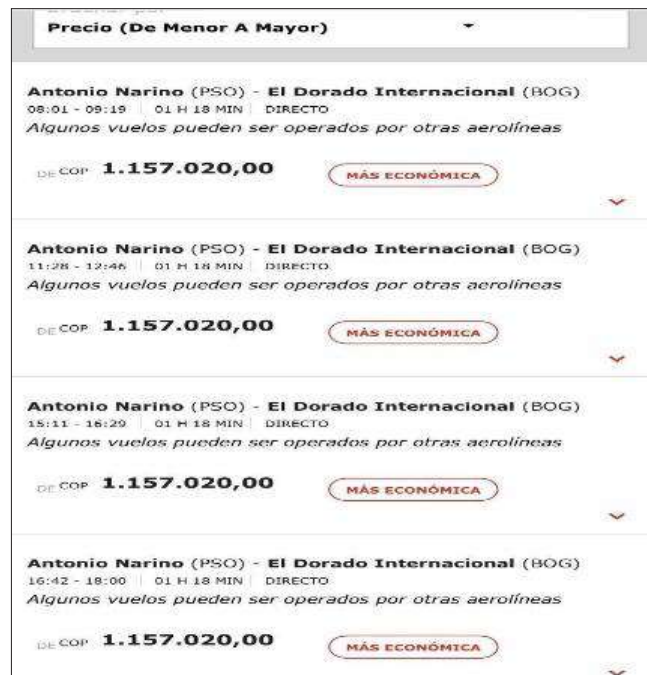 Precio (De Menor A Mayor)
Antonio Narino (PSO) - El Dorado Internacional (BOG)
08:01 - 09:19 | 01 H 18 MIN | DIRECTO
Algunos vuelos pueden ser operados por otras aerolíneas
DE COP 1.157.020,00 MÁS ECONÓMICA
Antonio Narino (PSO) - El Dorado Internacional (BOG)
11:28 - 12:46 | 01 H 18 MIN | DIRECTO
Algunos vuelos pueden ser operados por otras aerolíneas
DE COP 1.157.020,00 MÁS ECONÓMICA
Antonio Narino (PSO) - El Dorado Internacional (BOG)
15:11 - 16:29 | 01 H 18 MIN | DIRECTO
Algunos vuelos pueden ser operados por otras aerolíneas
DE COP 1.157.020,00 MÁS ECONÓMICA
Antonio Narino (PSO) - El Dorado Internacional (BOG)
16:42 - 18:00 | 01 H 18 MIN | DIRECTO
Algunos vuelos pueden ser operados por otras aerolíneas
DE COP 1.157.020,00 MÁS ECONÓMICA